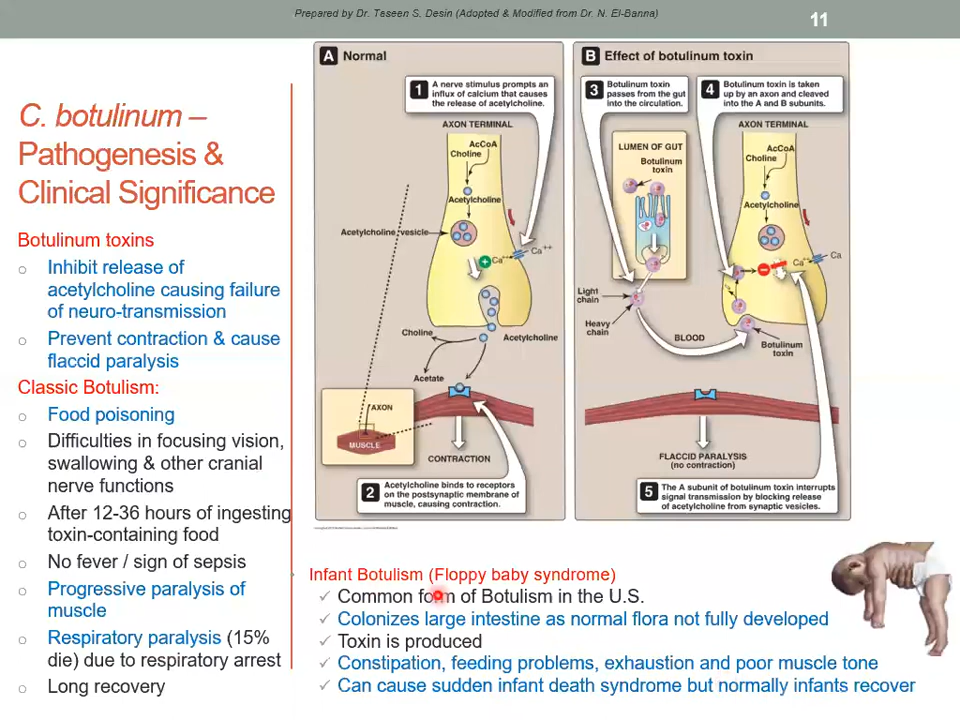 Prepared by Dr. Teseen S. Desin (Adopted & Modified from Dr. N. El-Banna)
11
C. botulinum –
Pathogenesis &
Clinical Significance
Botulinum toxins
Inhibit release of
acetylcholine causing failure
of neuro-transmission
Prevent contraction & cause
flaccid paralysis
Classic Botulism:
Food poisoning
Difficulties in focusing vision,
swallowing & other cranial
nerve functions
After 12-36 hours of ingesting
toxin-containing food
No fever / sign of sepsis
Progressive paralysis of
muscle
Respiratory paralysis (15%
die) due to respiratory arrest
Long recovery
A Normal
1 A nerve stimulus prompts an
influx of calcium that causes
the release of acetylcholine.
AXON TERMINAL
AcCoA
Choline
Acetylcholine
Acetylcholine vesicle
Ca++
Ca++
Choline
Acetylcholine
Acetate
AXON
MUSCLE
CONTRACTION
2 Acetylcholine binds to receptors
on the postsynaptic membrane of
muscle, causing contraction.
B Effect of botulinum toxin
3 Botulinum toxin
passes from the gut
into the circulation.
4 Botulinum toxin is taken
up by an axon and cleaved
into the A and B subunits.
LUMEN OF GUT
Botulinum
toxin
AXON TERMINAL
AcCoA
Choline
Acetylcholine
Ca++
Ca
Light
chain
Heavy
chain
BLOOD
Botulinum
toxin
FLACCID PARALYSIS
(no contraction)
5 The A subunit of botulinum toxin interrupts
signal transmission by blocking release
of acetylcholine from synaptic vesicles.
Infant Botulism (Floppy baby syndrome)
✓ Common form of Botulism in the U.S.
✓ Colonizes large intestine as normal flora not fully developed
✓ Toxin is produced
✓ Constipation, feeding problems, exhaustion and poor muscle tone
✓ Can cause sudden infant death syndrome but normally infants recover